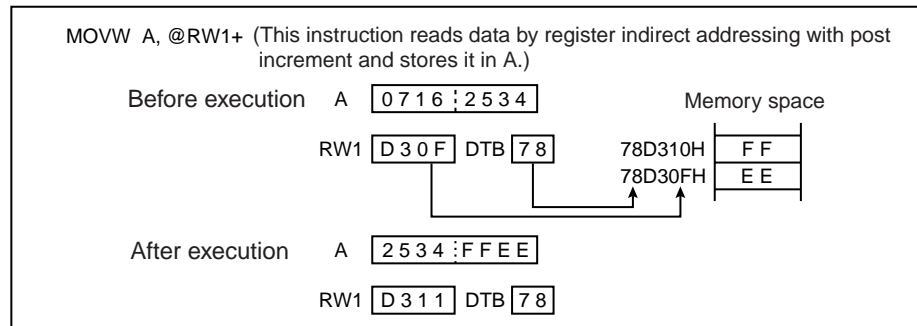 MOVW A, @RW1+ (This instruction reads data by register indirect addressing with post
increment and stores it in A.)
Before execution A 0716 2534 Memory space
RW1 D30F DTB 78 78D310H FF
78D30FH EE
After execution A 2534 FFEE
RW1 D311 DTB 78